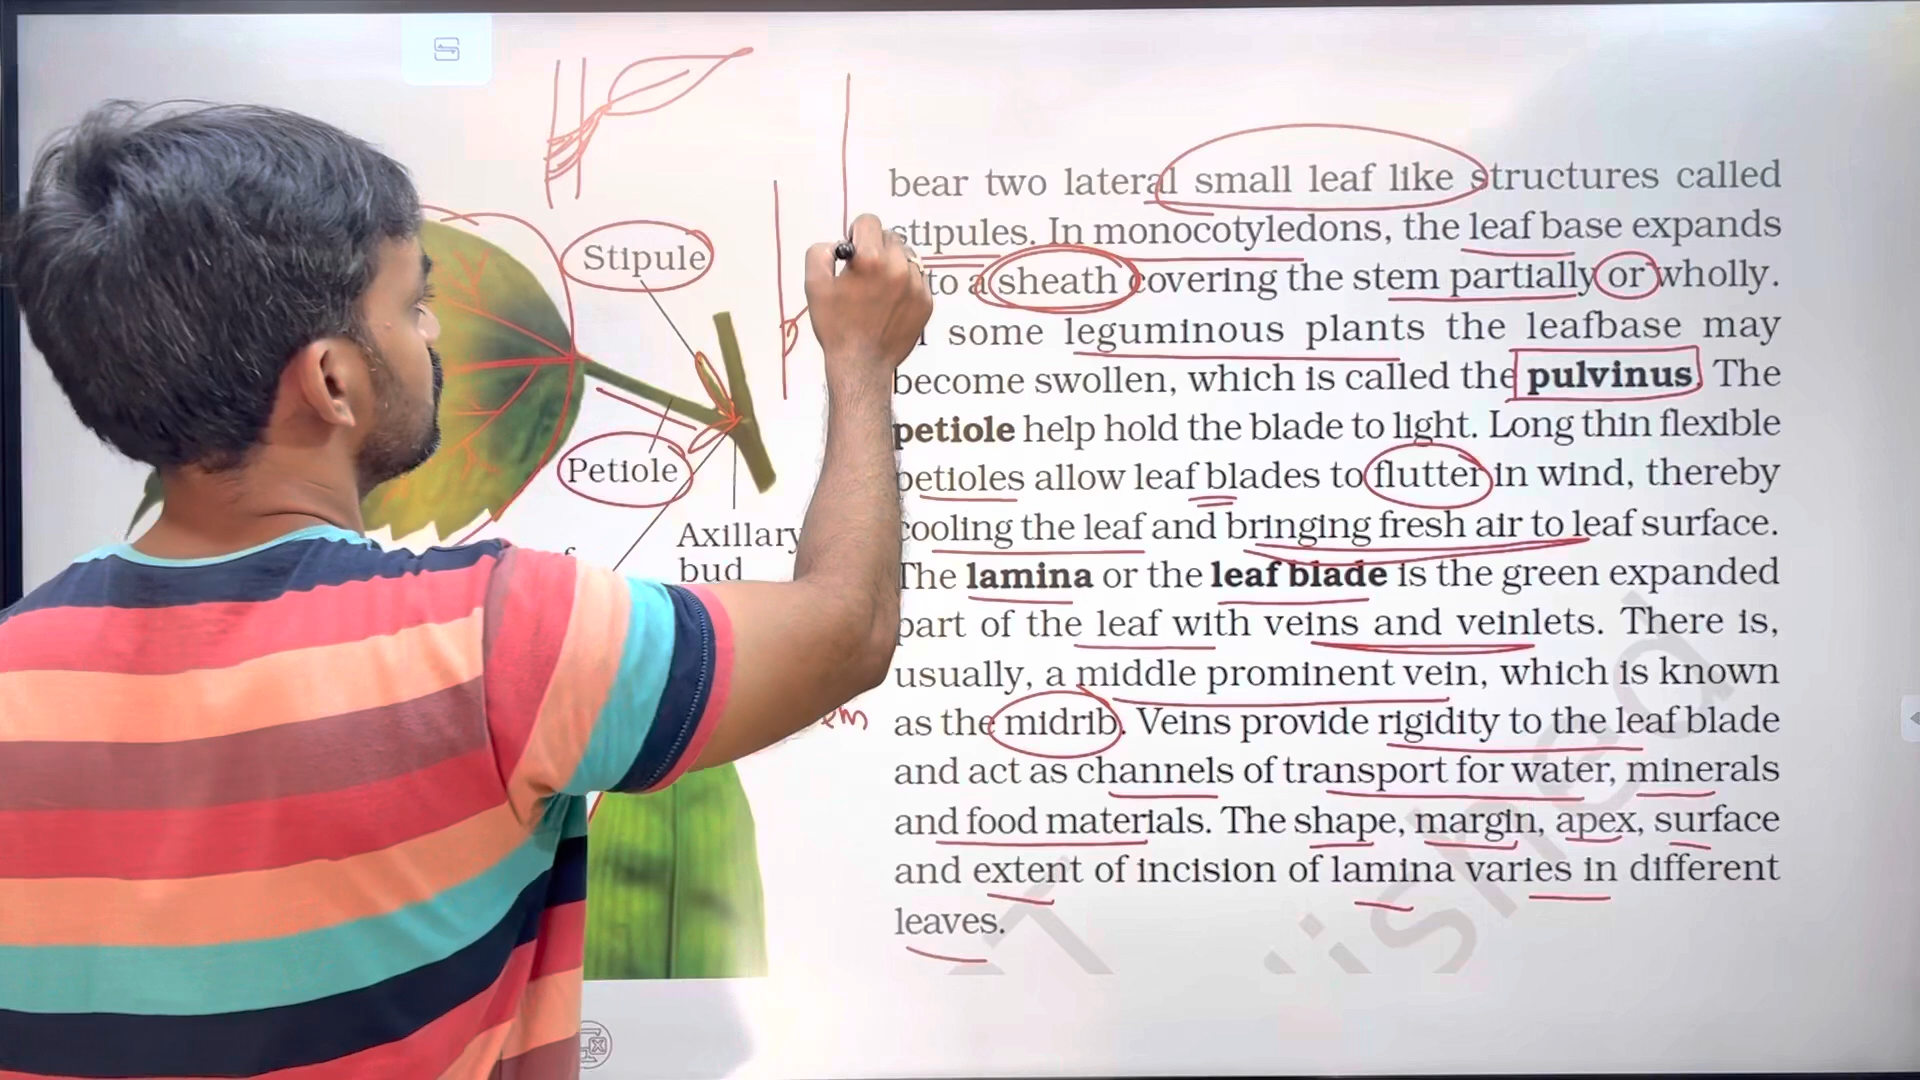 Stipule
Petiole
Axillary
bud
bear two lateral small leaf like structures called
stipules. In monocotyledons, the leaf base expands
to a sheath covering the stem partially or wholly.
some leguminous plants the leafbase may
become swollen, which is called the pulvinus. The
petiole help hold the blade to light. Long thin flexible
petioles allow leaf blades to flutter in wind, thereby
cooling the leaf and bringing fresh air to leaf surface.
The lamina or the leaf blade is the green expanded
part of the leaf with veins and veinlets. There is,
usually, a middle prominent vein, which is known
as the midrib. Veins provide rigidity to the leaf blade
and act as channels of transport for water, minerals
and food materials. The shape, margin, apex, surface
and extent of incision of lamina varies in different
leaves.